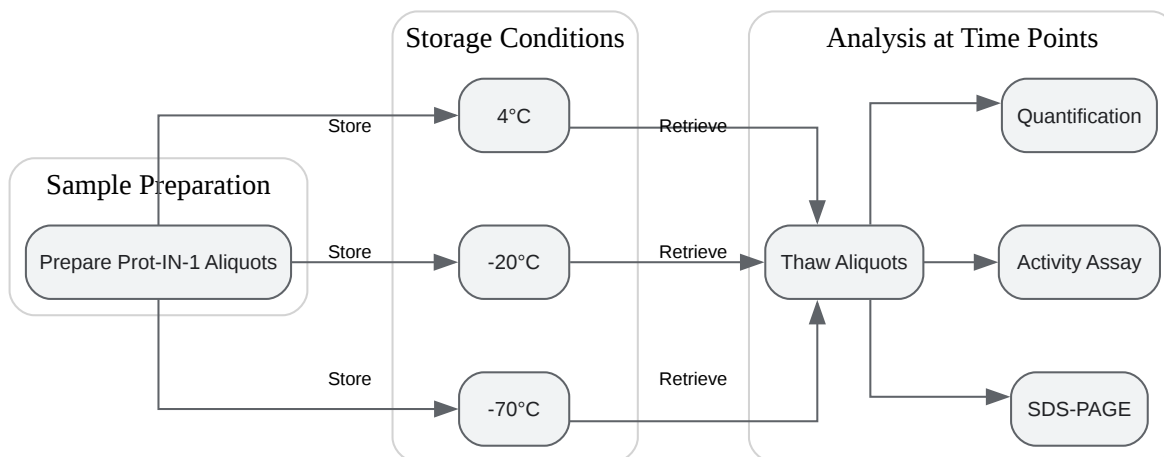 Storage Conditions
Analysis at Time Points
4°C
Quantification
Store
Retrieve
Sample Preparation
Prepare Prot-IN-1 Aliquots
Store
-20°C
Retrieve
Thaw Aliquots
Activity Assay
Store
Retrieve
-70°C
SDS-PAGE